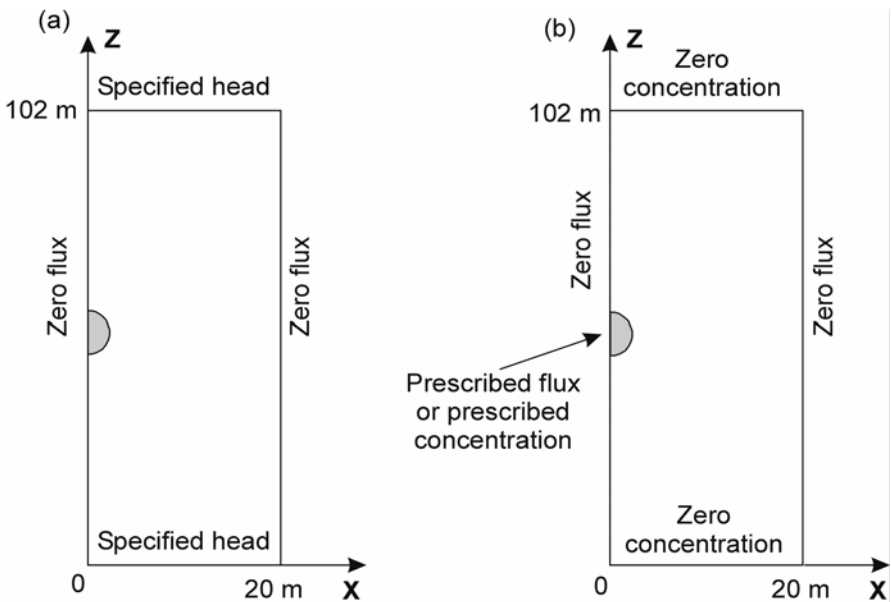 (a)
Z
Specified head
102 m
Zero flux
Zero flux
Specified head
0
20 m
X
(b)
Z
Zero
concentration
102 m
Zero flux
Zero flux
Prescribed flux
or prescribed
concentration
Zero
concentration
0
20 m
X